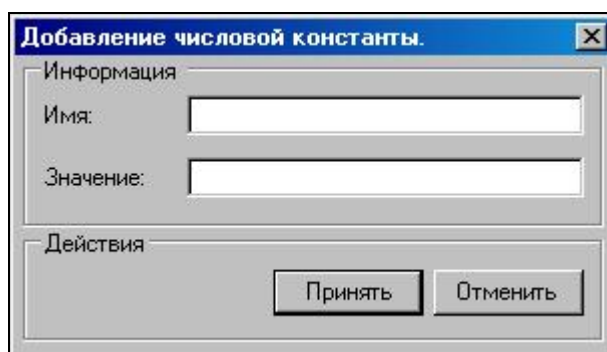 Добавление числовой константы.
Информация
Имя:
Значение:
Действия
Принять Отменить